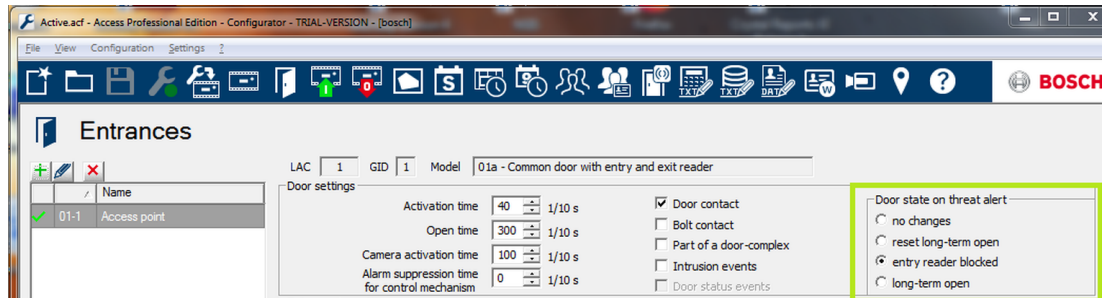 Active.acf - Access Professional Edition - Configurator - TRIAL-VERSION - [bosch]
File View Configuration Settings ?
BOSCH
Entrances
LAC 1 GID 1 Model 01a - Common door with entry and exit reader
Name
01-1 Access point
Door settings
Activation time 40 1/10 s
Open time 300 1/10 s
Camera activation time 100 1/10 s
Alarm suppression time
for control mechanism 0 1/10 s
Door contact
Bolt contact
Part of a door-complex
Intrusion events
Door status events
Door state on threat alert
no changes
reset long-term open
entry reader blocked
long-term open